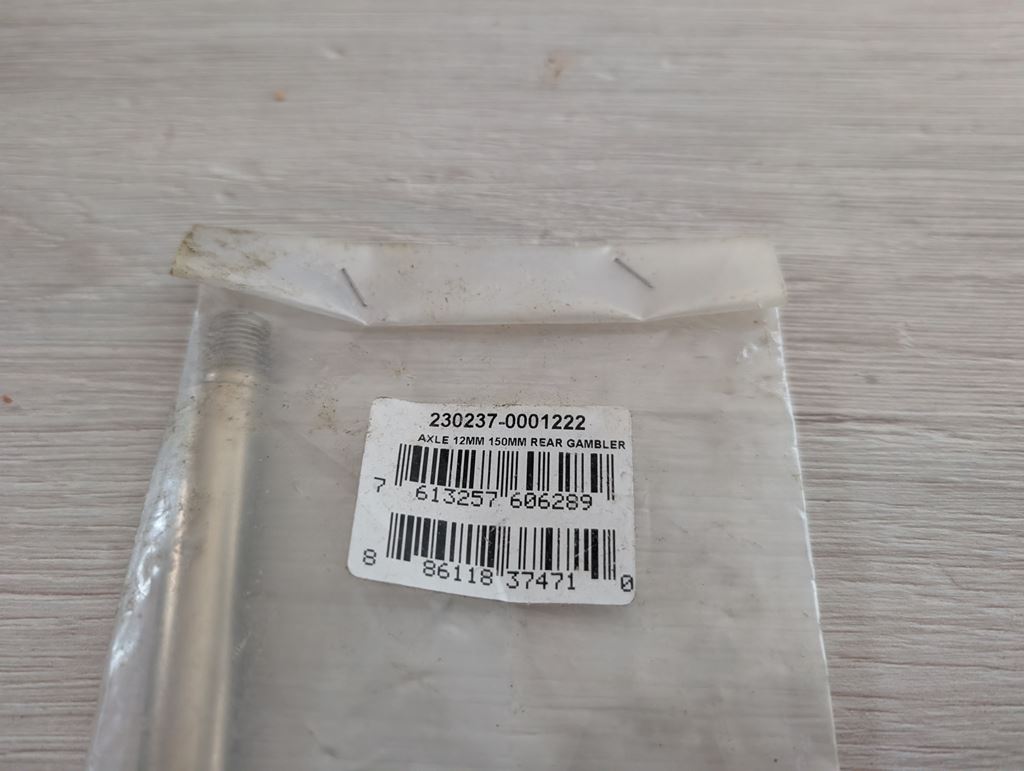 230237-0001222
AXLE 12MM 150MM REAR GAMBLER
7 613257 606289
8 86118 37471 0